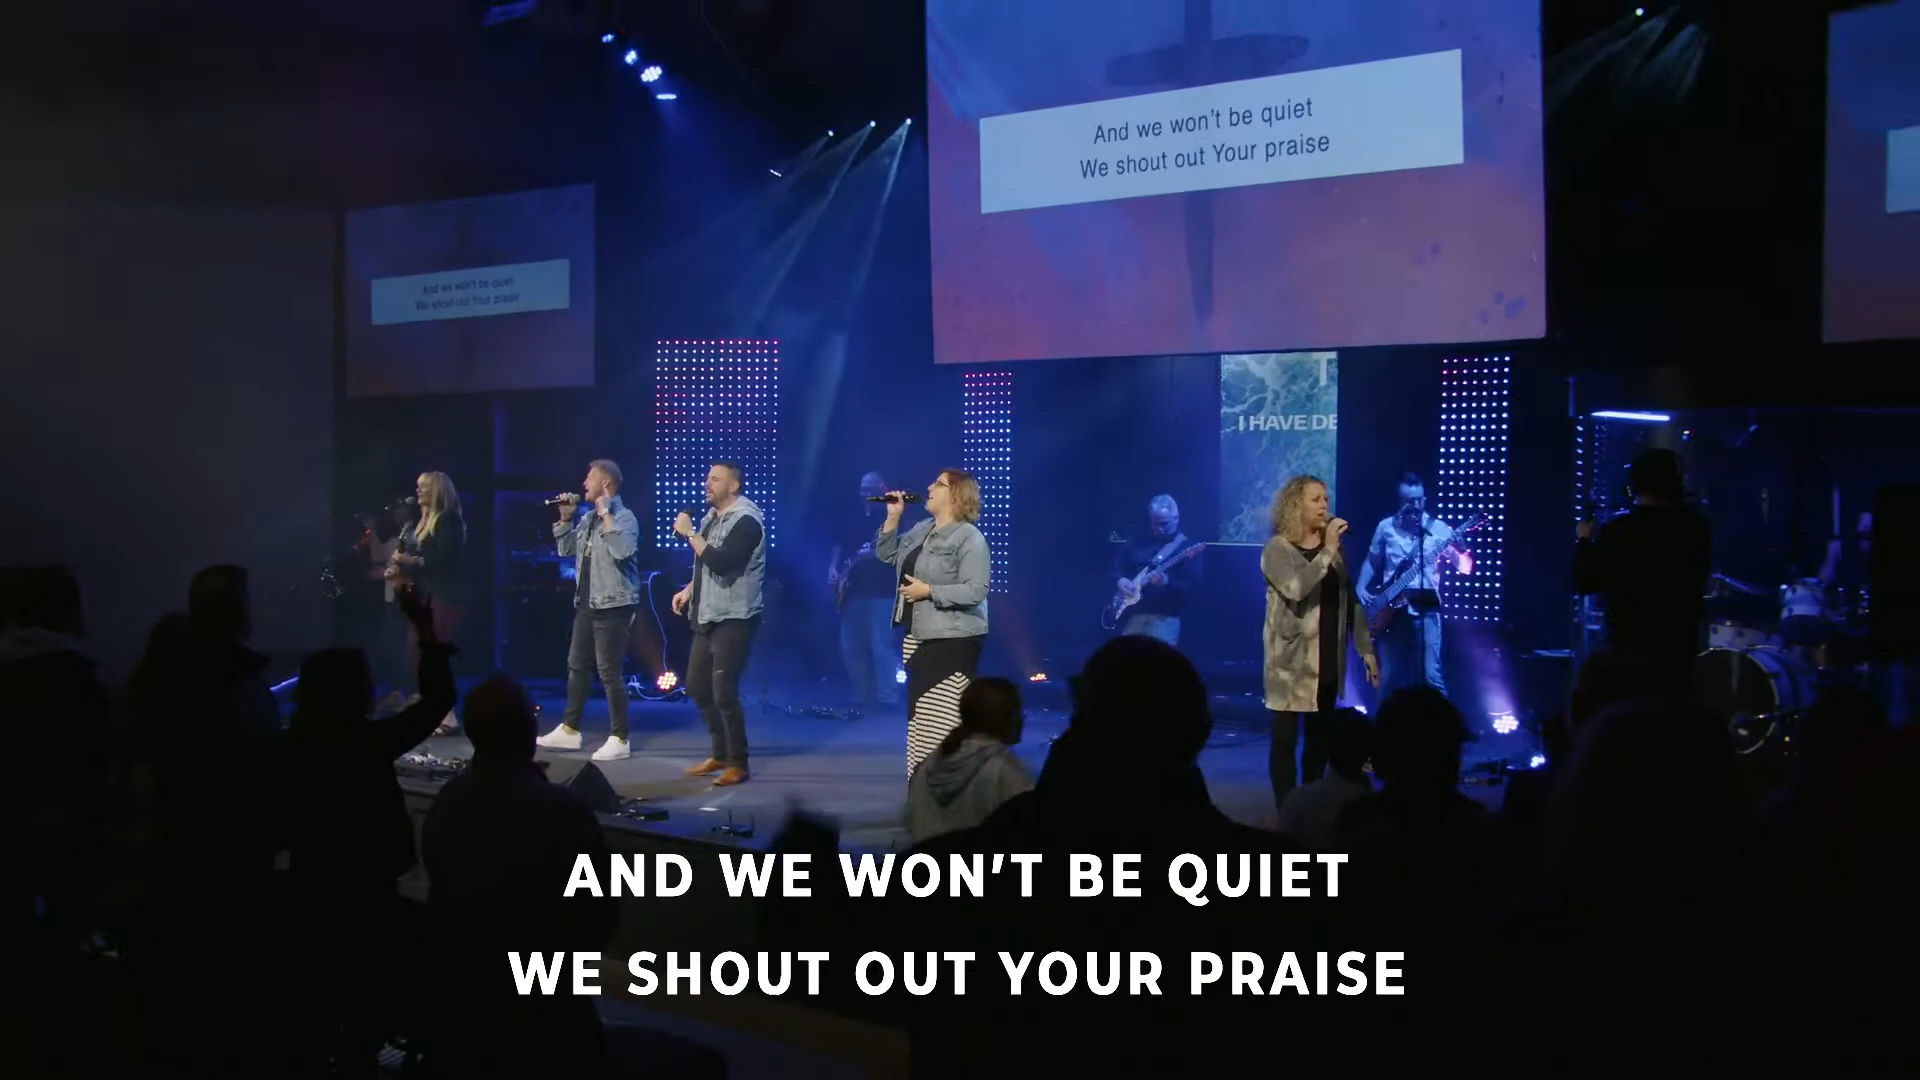 And we won't be quiet
We shout out Your praise
And we won't be quiet
We shout out Your praise
T
I HAVE DE
AND WE WON'T BE QUIET
WE SHOUT OUT YOUR PRAISE